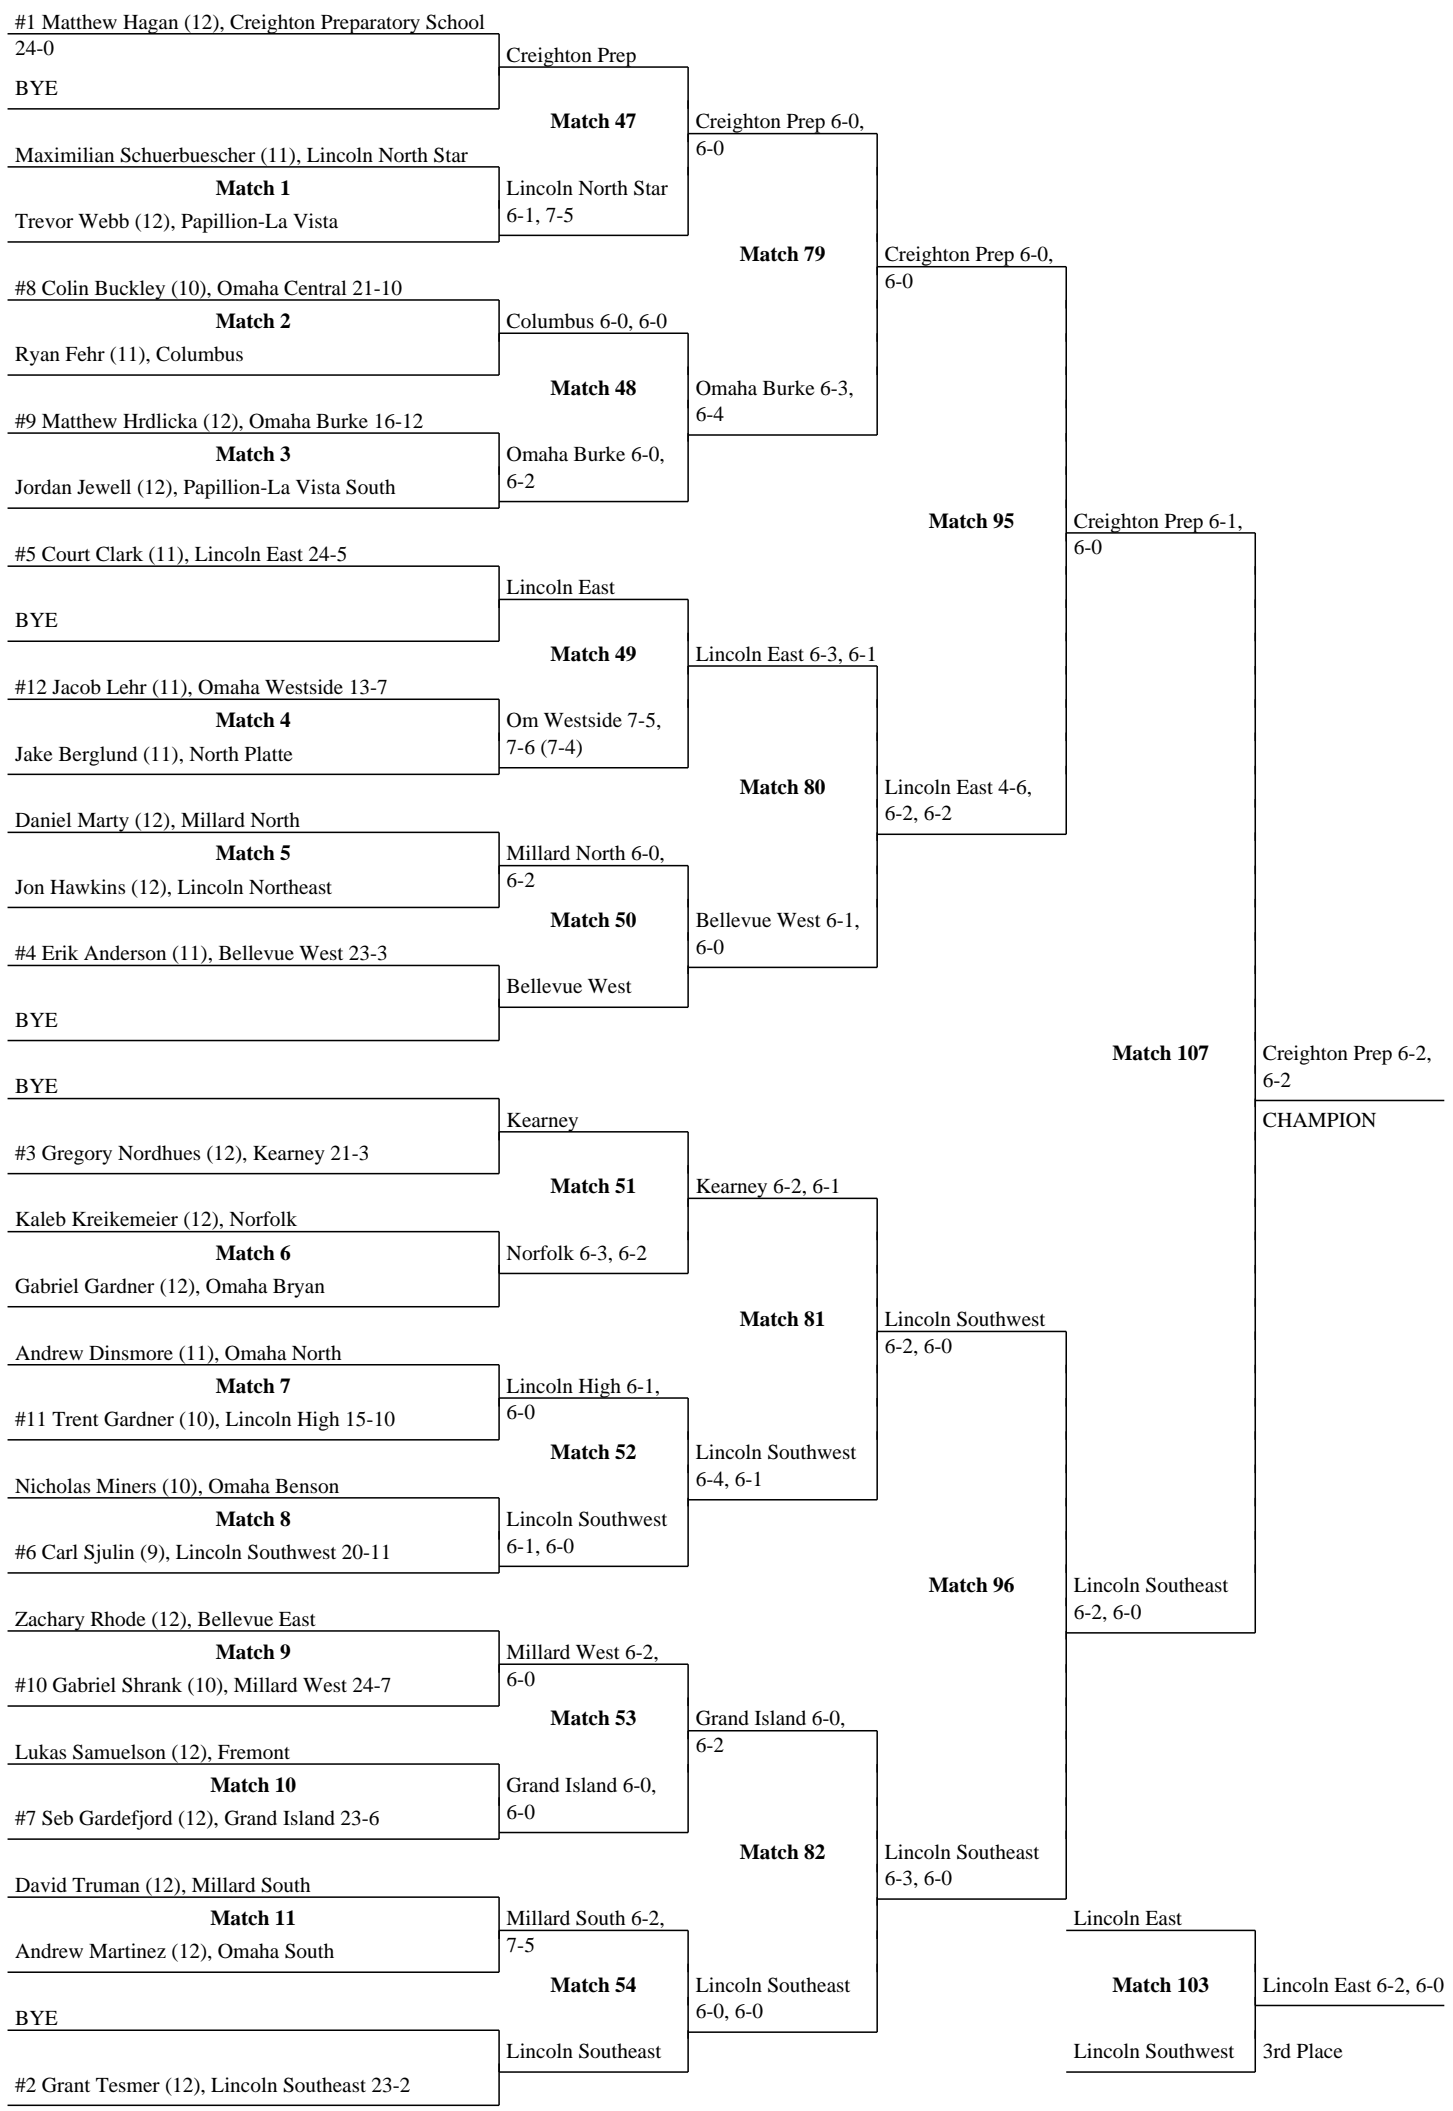 #1 Matthew Hagan (12), Creighton Preparatory School
24-0
BYE
Maximilian Schuerbuescher (11), Lincoln North Star
Match 1
Trevor Webb (12), Papillion-La Vista
#8 Colin Buckley (10), Omaha Central 21-10
Match 2
Ryan Fehr (11), Columbus
#9 Matthew Hrdlicka (12), Omaha Burke 16-12
Match 3
Jordan Jewell (12), Papillion-La Vista South
#5 Court Clark (11), Lincoln East 24-5
BYE
#12 Jacob Lehr (11), Omaha Westside 13-7
Match 4
Jake Berglund (11), North Platte
Daniel Marty (12), Millard North
Match 5
Jon Hawkins (12), Lincoln Northeast
#4 Erik Anderson (11), Bellevue West 23-3
BYE
BYE
#3 Gregory Nordhues (12), Kearney 21-3
Kaleb Kreikemeier (12), Norfolk
Match 6
Gabriel Gardner (12), Omaha Bryan
Andrew Dinsmore (11), Omaha North
Match 7
#11 Trent Gardner (10), Lincoln High 15-10
Nicholas Miners (10), Omaha Benson
Match 8
#6 Carl Sjulin (9), Lincoln Southwest 20-11
Zachary Rhode (12), Bellevue East
Match 9
#10 Gabriel Shrank (10), Millard West 24-7
Lukas Samuelson (12), Fremont
Match 10
#7 Seb Gardefjord (12), Grand Island 23-6
David Truman (12), Millard South
Match 11
Andrew Martinez (12), Omaha South
BYE
#2 Grant Tesmer (12), Lincoln Southeast 23-2
Creighton Prep
Match 47
Lincoln North Star
6-1, 7-5
Columbus 6-0, 6-0
Match 48
Omaha Burke 6-0,
6-2
Lincoln East
Match 49
Om Westside 7-5,
7-6 (7-4)
Millard North 6-0,
6-2
Match 50
Bellevue West
Kearney
Match 51
Norfolk 6-3, 6-2
Lincoln High 6-1,
6-0
Match 52
Lincoln Southwest
6-1, 6-0
Millard West 6-2,
6-0
Match 53
Grand Island 6-0,
6-0
Millard South 6-2,
7-5
Match 54
Lincoln Southeast
Creighton Prep 6-0,
6-0
Match 79
Omaha Burke 6-3,
6-4
Lincoln East 6-3, 6-1
Match 80
Bellevue West 6-1,
6-0
Kearney 6-2, 6-1
Match 81
Lincoln Southwest
6-4, 6-1
Grand Island 6-0,
6-2
Match 82
Lincoln Southeast
6-0, 6-0
Creighton Prep 6-0,
6-0
Match 95
Lincoln East 4-6,
6-2, 6-2
Lincoln Southwest
6-2, 6-0
Match 96
Lincoln Southeast
6-3, 6-0
Creighton Prep 6-1,
6-0
Match 107
Lincoln Southeast
6-2, 6-0
Creighton Prep 6-2,
6-2
CHAMPION
Lincoln East
Match 103
Lincoln Southwest
Lincoln East 6-2, 6-0
3rd Place